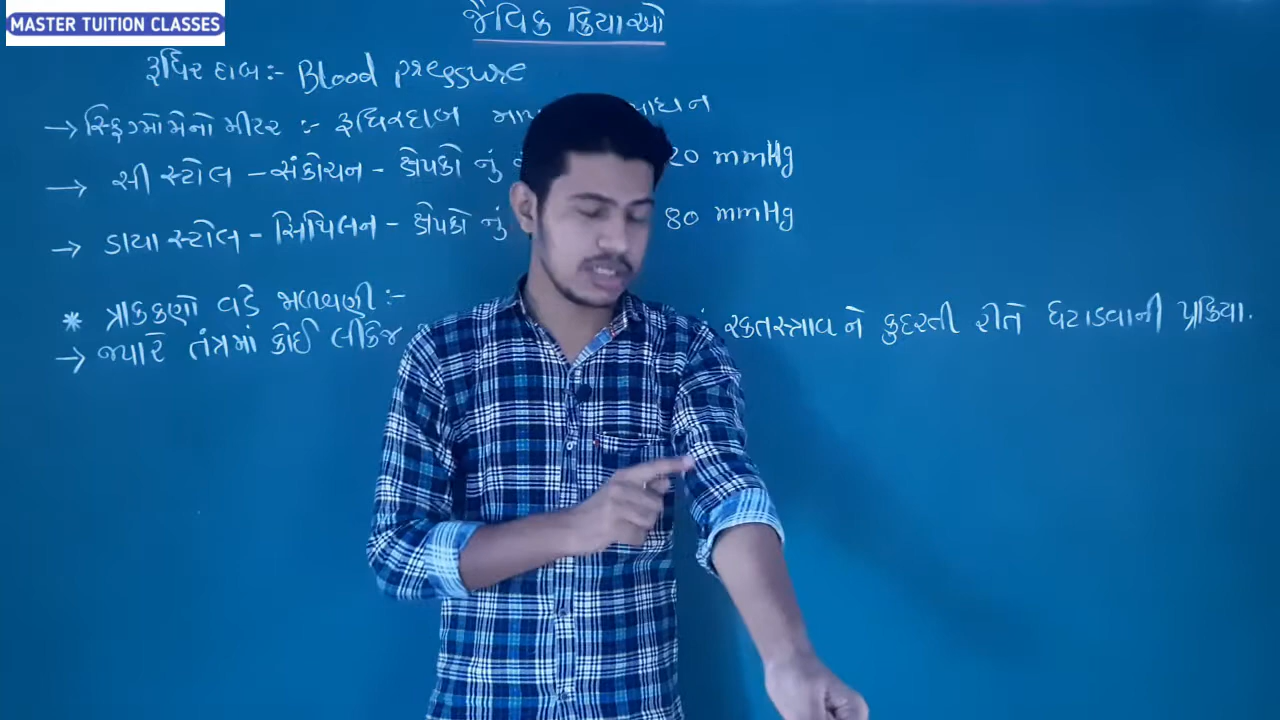 MASTER TUITION CLASSES
જૈવિક ક્રિયાઓ
રૂધિર દાબ :- Blood pressure
→ સ્ફિગ્મોમેનો મીટર :- રૂધિરદાબ
→ સીસ્ટોલ - સંકોચન - ક્ષેપકો નું 20 mmHg
→ ડાયાસ્ટોલ - સિથિલન - ક્ષેપકો નું 80 mmHg
* ત્રાકકણો વડે જાળવણી :-
→ જ્યારે તંત્રમાં કોઈ લીકેજ રક્તસ્ત્રાવ ને કુદરતી રીતે ઘટાડવાની પ્રક્રિયા.